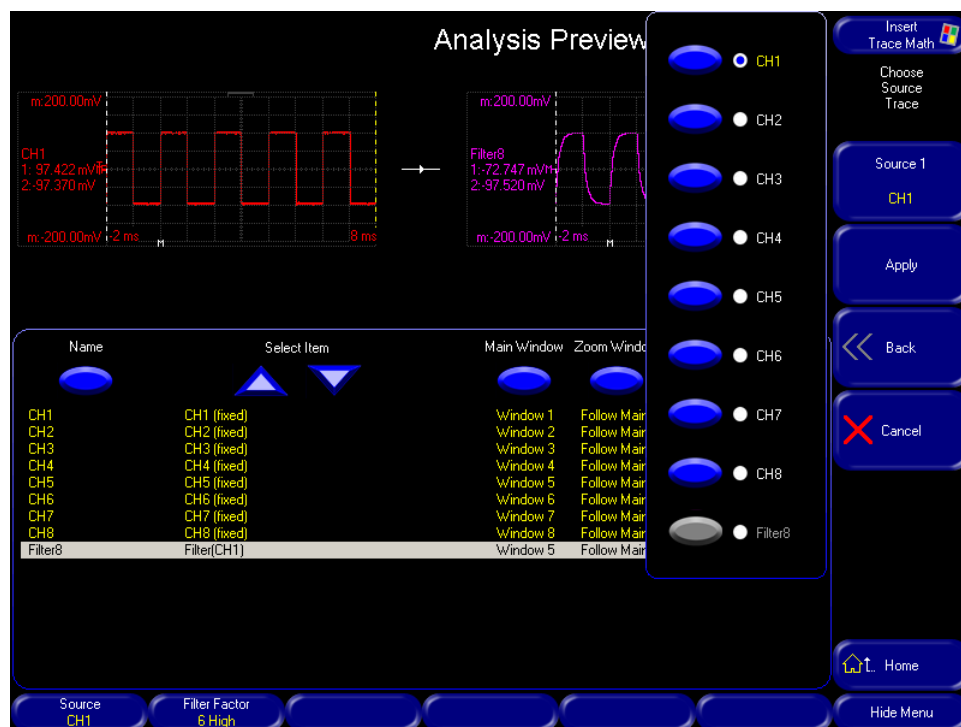 Analysis Preview
m:200.00mV
CH1
1: 97.422 mV
2:-97.370 mV
m:-200.00mV
-2 ms
M
8 ms
m:200.00mV
Filter8
1:-72.747 mV
2:-97.520 mV
m:-200.00mV
-2 ms
M
Name
Select Item
Main Window
Zoom Windo
CH1 CH1 (fixed) Window 1 Follow Main
CH2 CH2 (fixed) Window 2 Follow Main
CH3 CH3 (fixed) Window 3 Follow Main
CH4 CH4 (fixed) Window 4 Follow Main
CH5 CH5 (fixed) Window 5 Follow Main
CH6 CH6 (fixed) Window 6 Follow Main
CH7 CH7 (fixed) Window 7 Follow Main
CH8 CH8 (fixed) Window 8 Follow Main
Filter8 Filter(CH1) Window 5 Follow Main
CH1
CH2
CH3
CH4
CH5
CH6
CH7
CH8
Filter8
Insert
Trace Math
Choose
Source
Trace
Source 1
CH1
Apply
Back
Cancel
Home
Hide Menu
Source
CH1
Filter Factor
6 High